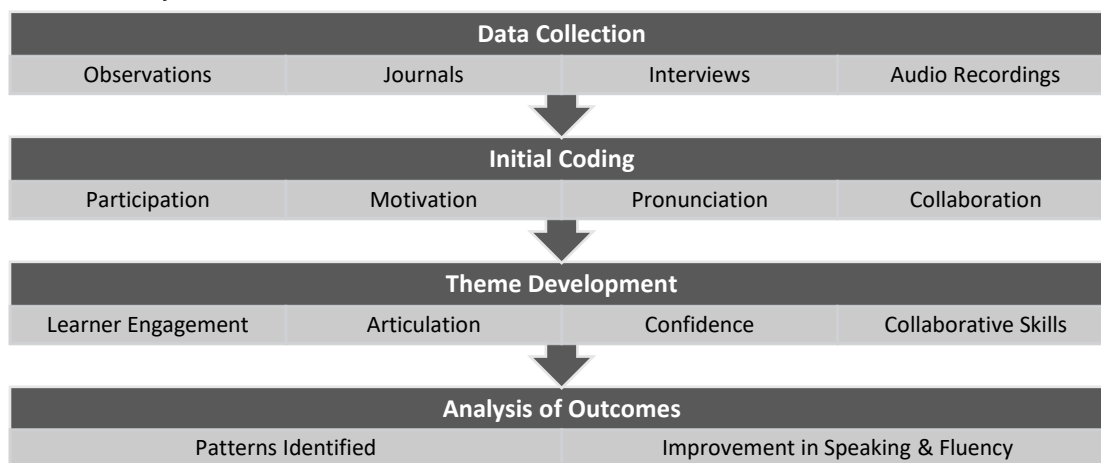 Data Collection
Observations Journals Interviews Audio Recordings
Initial Coding
Participation Motivation Pronunciation Collaboration
Theme Development
Learner Engagement Articulation Confidence Collaborative Skills
Analysis of Outcomes
Patterns Identified Improvement in Speaking & Fluency